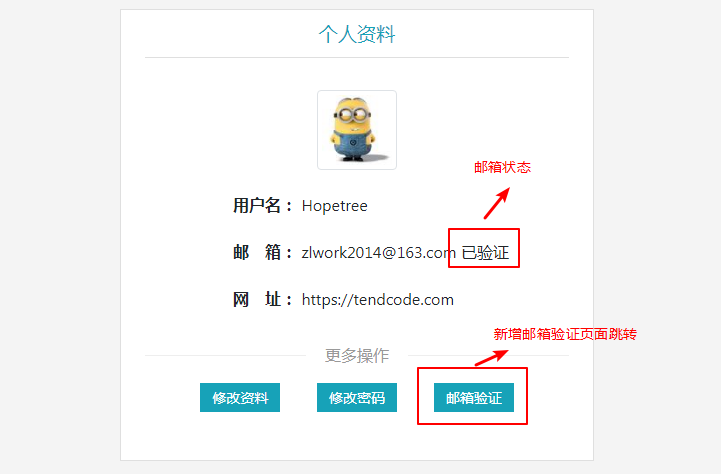 个人资料
邮箱状态
用户名： Hopetree
邮 箱： zlwork2014@163.com 已验证
网 址： https://tendcode.com
新增邮箱验证页面跳转
更多操作
修改资料 修改密码 邮箱验证